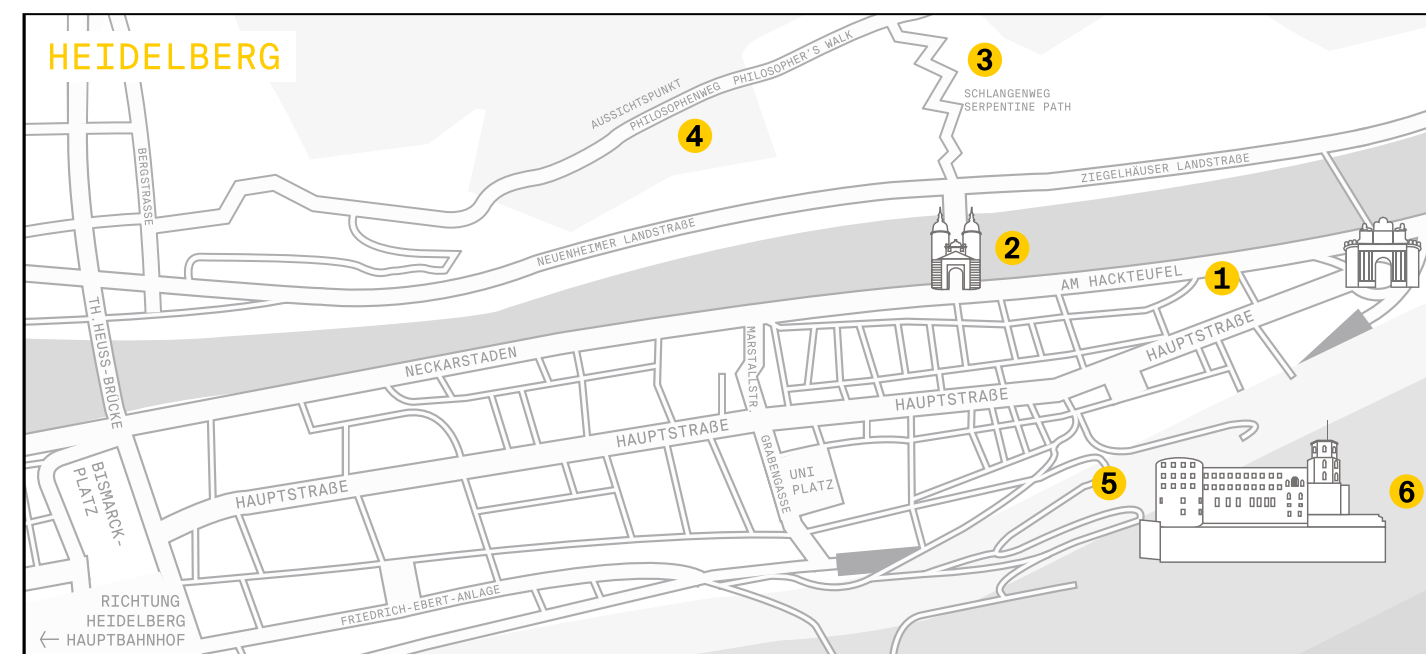 HEIDELBERG
3
SCHLANGENWEG
SERPENTINE PATH
AUSSICHTSPUNKT
PHILOSOPHENWEG PHILOSOPHER'S WALK
4
BERGSTRASSE
ZIEGELHÄUSER LANDSTRAßE
NEUENHEIMER LANDSTRAßE
2
1
AM HACKTEUFEL
TH.HEUSS-BRÜCKE
NECKARSTADEN
MARSTALLSTR.
HAUPTSTRAßE
HAUPTSTRAßE
HAUPTSTRAßE
HAUPTSTRAßE
GRABENGASSE
UNI
PLATZ
BISMARCK-
PLATZ
5
6
FRIEDRICH-EBERT-ANLAGE
RICHTUNG
HEIDELBERG
← HAUPTBAHNHOF